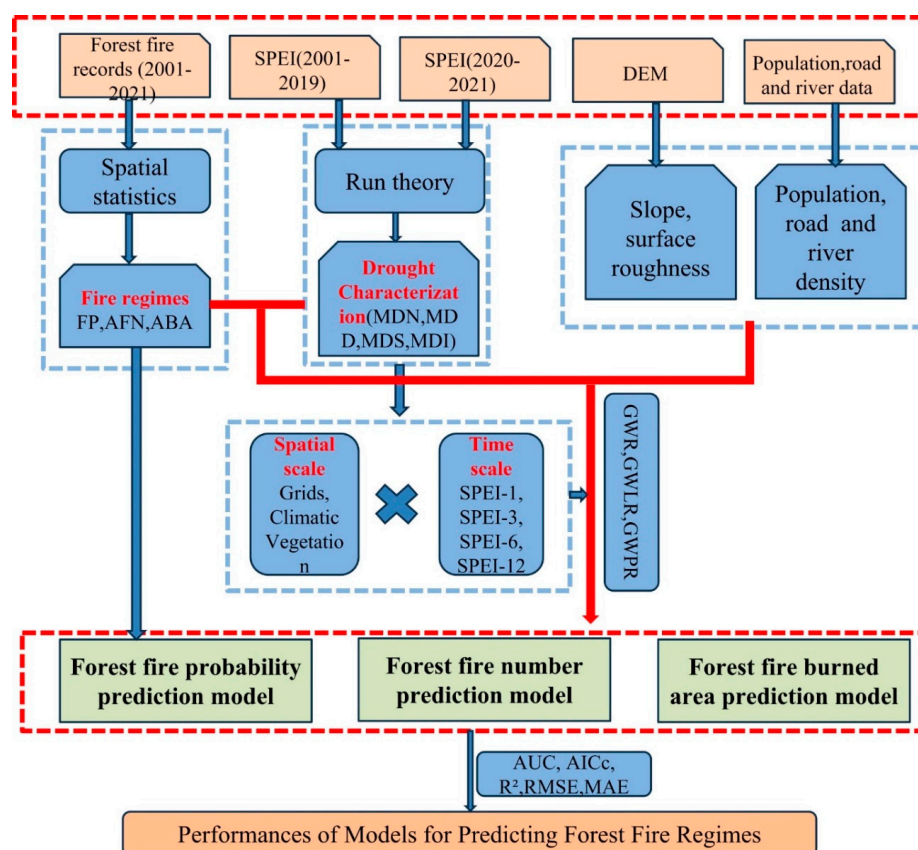 Forest fire
records (2001-
2021)
SPEI(2001-
2019)
SPEI(2020-
2021)
DEM
Population,road
and river data
Spatial
statistics
Run theory
Slope,
surface
roughness
Population,
road and
river
density
Fire regimes
FP,AFN,ABA
Drought
Characterizat
ion(MDN,MD
D,MDS,MDI)
Spatial
scale
Grids,
Climatic
Vegetatio
n
Time
scale
SPEI-1,
SPEI-3,
SPEI-6,
SPEI-12
GWR,GWLR,GWPR
Forest fire probability
prediction model
Forest fire number
prediction model
Forest fire burned
area prediction model
AUC, AICc,
R²,RMSE,MAE
Performances of Models for Predicting Forest Fire Regimes